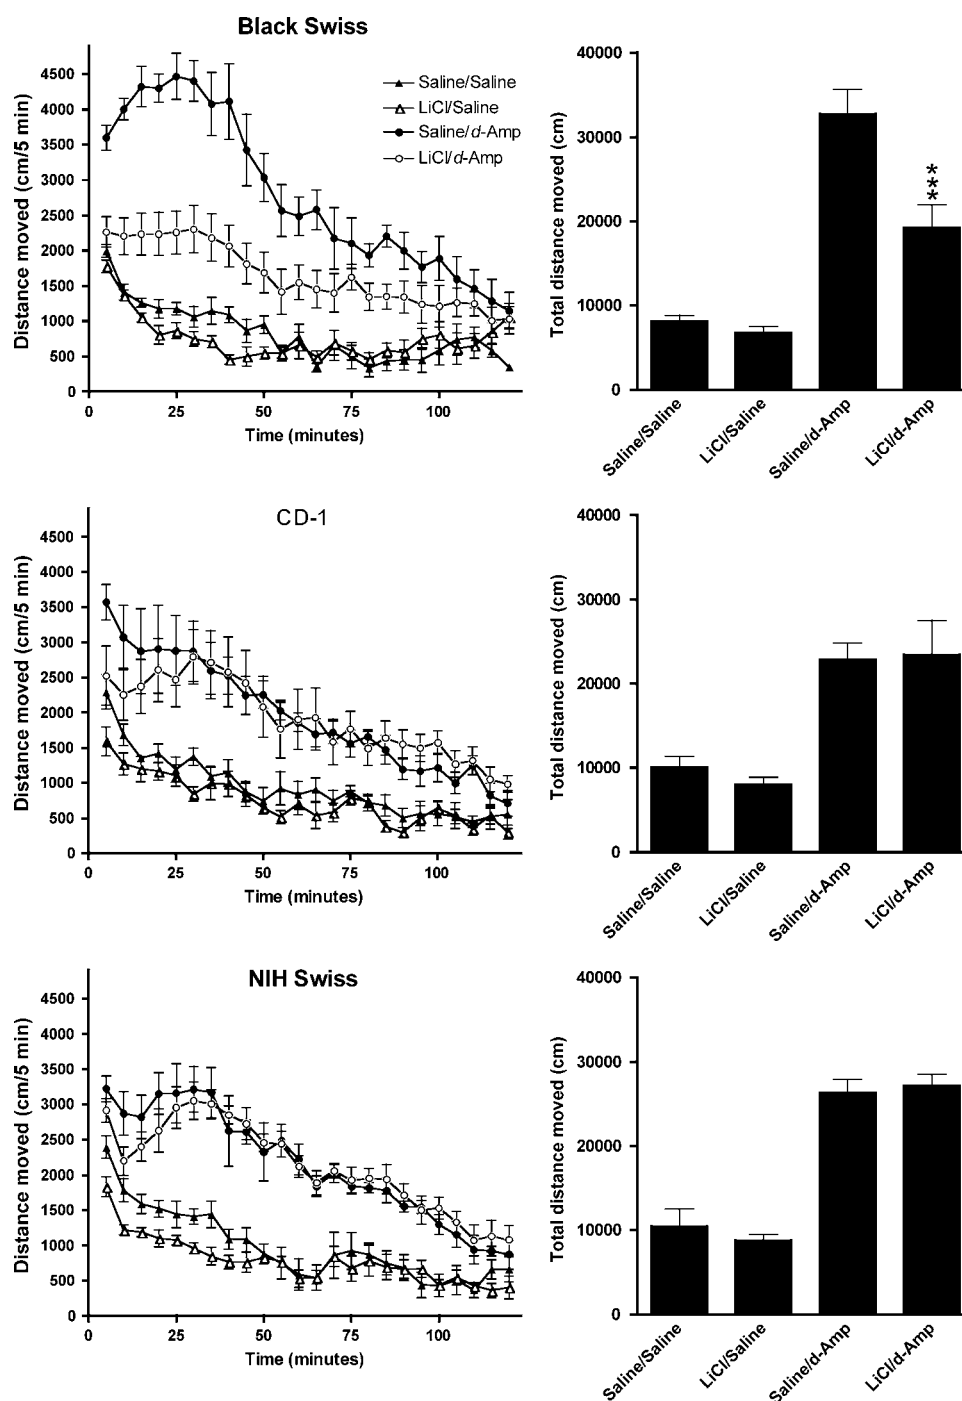 Black Swiss
Distance moved (cm/5 min)
4500
4000
3500
3000
2500
2000
1500
1000
500
0
0 25 50 75 100
Time (minutes)
Saline/Saline
LiCl/Saline
Saline/d-Amp
LiCl/d-Amp
Total distance moved (cm)
40000
30000
20000
10000
0
***
Saline/Saline
LiCl/Saline
Saline/d-Amp
LiCl/d-Amp
CD-1
Distance moved (cm/5 min)
4500
4000
3500
3000
2500
2000
1500
1000
500
0
0 25 50 75 100
Time (minutes)
Total distance moved (cm)
40000
30000
20000
10000
0
Saline/Saline
LiCl/Saline
Saline/d-Amp
LiCl/d-Amp
NIH Swiss
Distance moved (cm/5 min)
4500
4000
3500
3000
2500
2000
1500
1000
500
0
0 25 50 75 100
Time (minutes)
Total distance moved (cm)
40000
30000
20000
10000
0
Saline/Saline
LiCl/Saline
Saline/d-Amp
LiCl/d-Amp